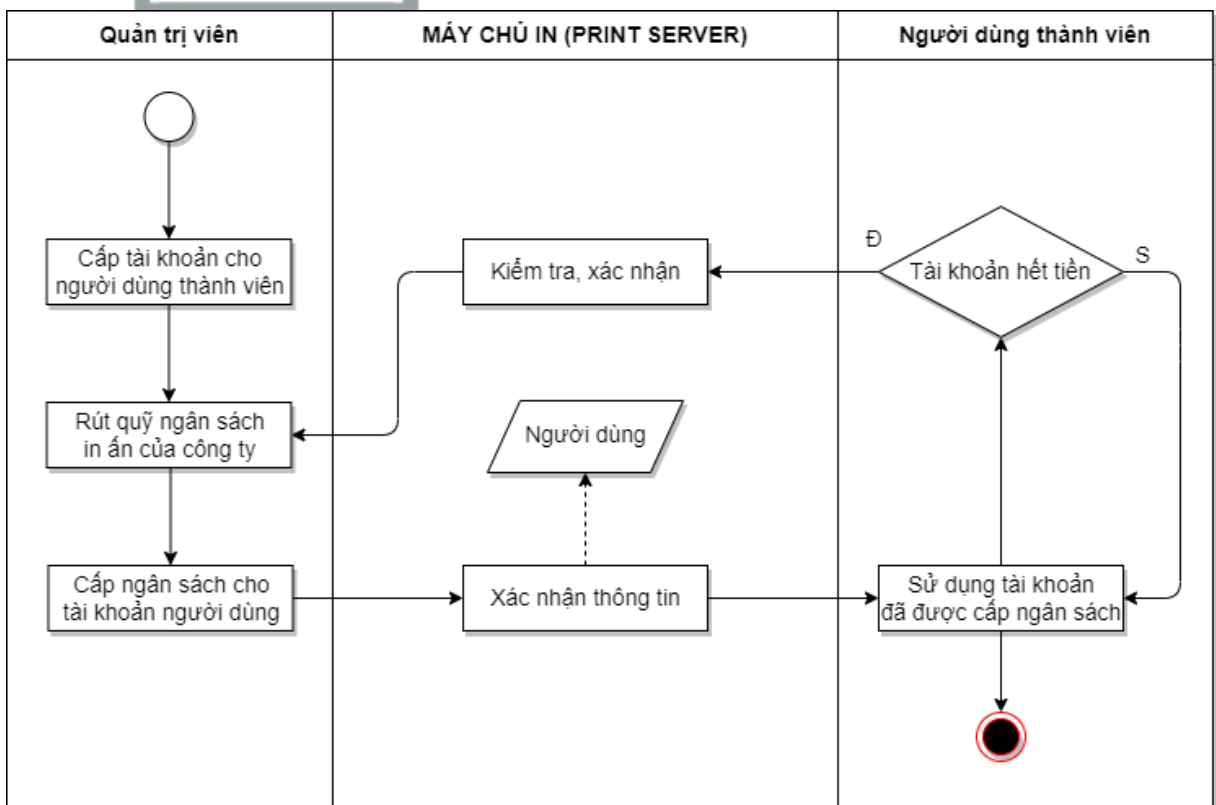 Quản trị viên
MÁY CHỦ IN (PRINT SERVER)
Người dùng thành viên
Cấp tài khoản cho
người dùng thành viên
Kiểm tra, xác nhận
Đ
Tài khoản hết tiền
S
Rút quỹ ngân sách
in ấn của công ty
Người dùng
Cấp ngân sách cho
tài khoản người dùng
Xác nhận thông tin
Sử dụng tài khoản
đã được cấp ngân sách